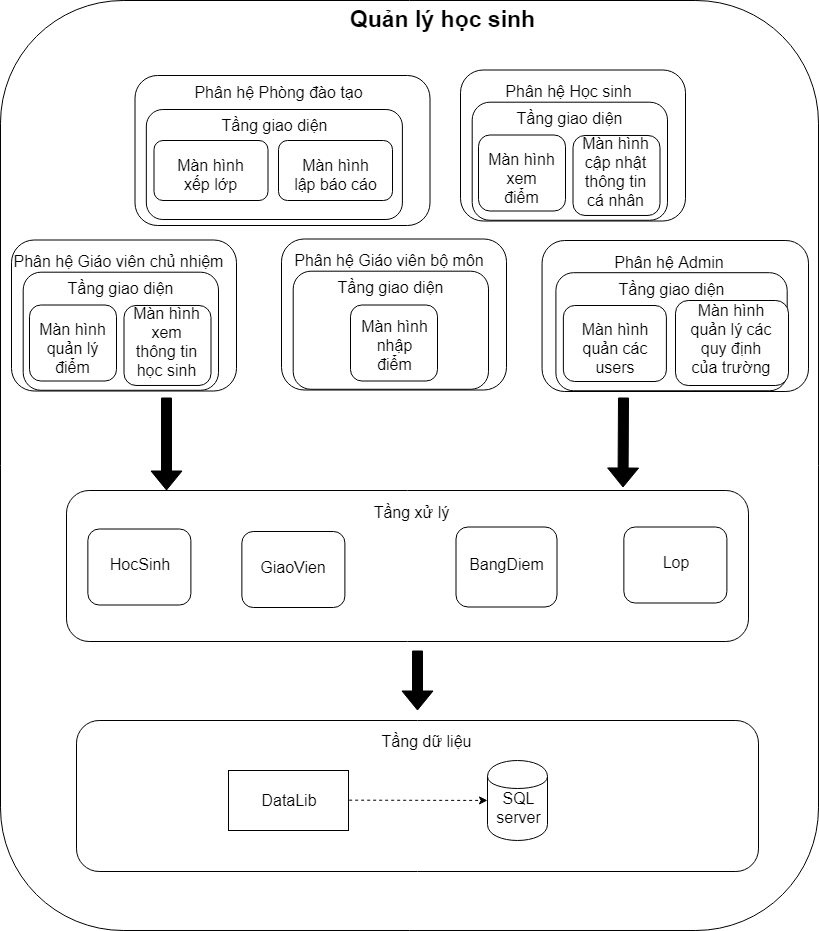 Quản lý học sinh
Phân hệ Phòng đào tạo
Tầng giao diện
Màn hình
xếp lớp
Màn hình
lập báo cáo
Phân hệ Học sinh
Tầng giao diện
Màn hình
xem
điểm
Màn hình
cập nhật
thông tin
cá nhân
Phân hệ Giáo viên chủ nhiệm
Tầng giao diện
Màn hình
quản lý
điểm
Màn hình
xem
thông tin
học sinh
Phân hệ Giáo viên bộ môn
Tầng giao diện
Màn hình
nhập
điểm
Phân hệ Admin
Tầng giao diện
Màn hình
quản các
users
Màn hình
quản lý các
quy định
của trường
Tầng xử lý
HocSinh
GiaoVien
BangDiem
Lop
Tầng dữ liệu
DataLib
SQL
server